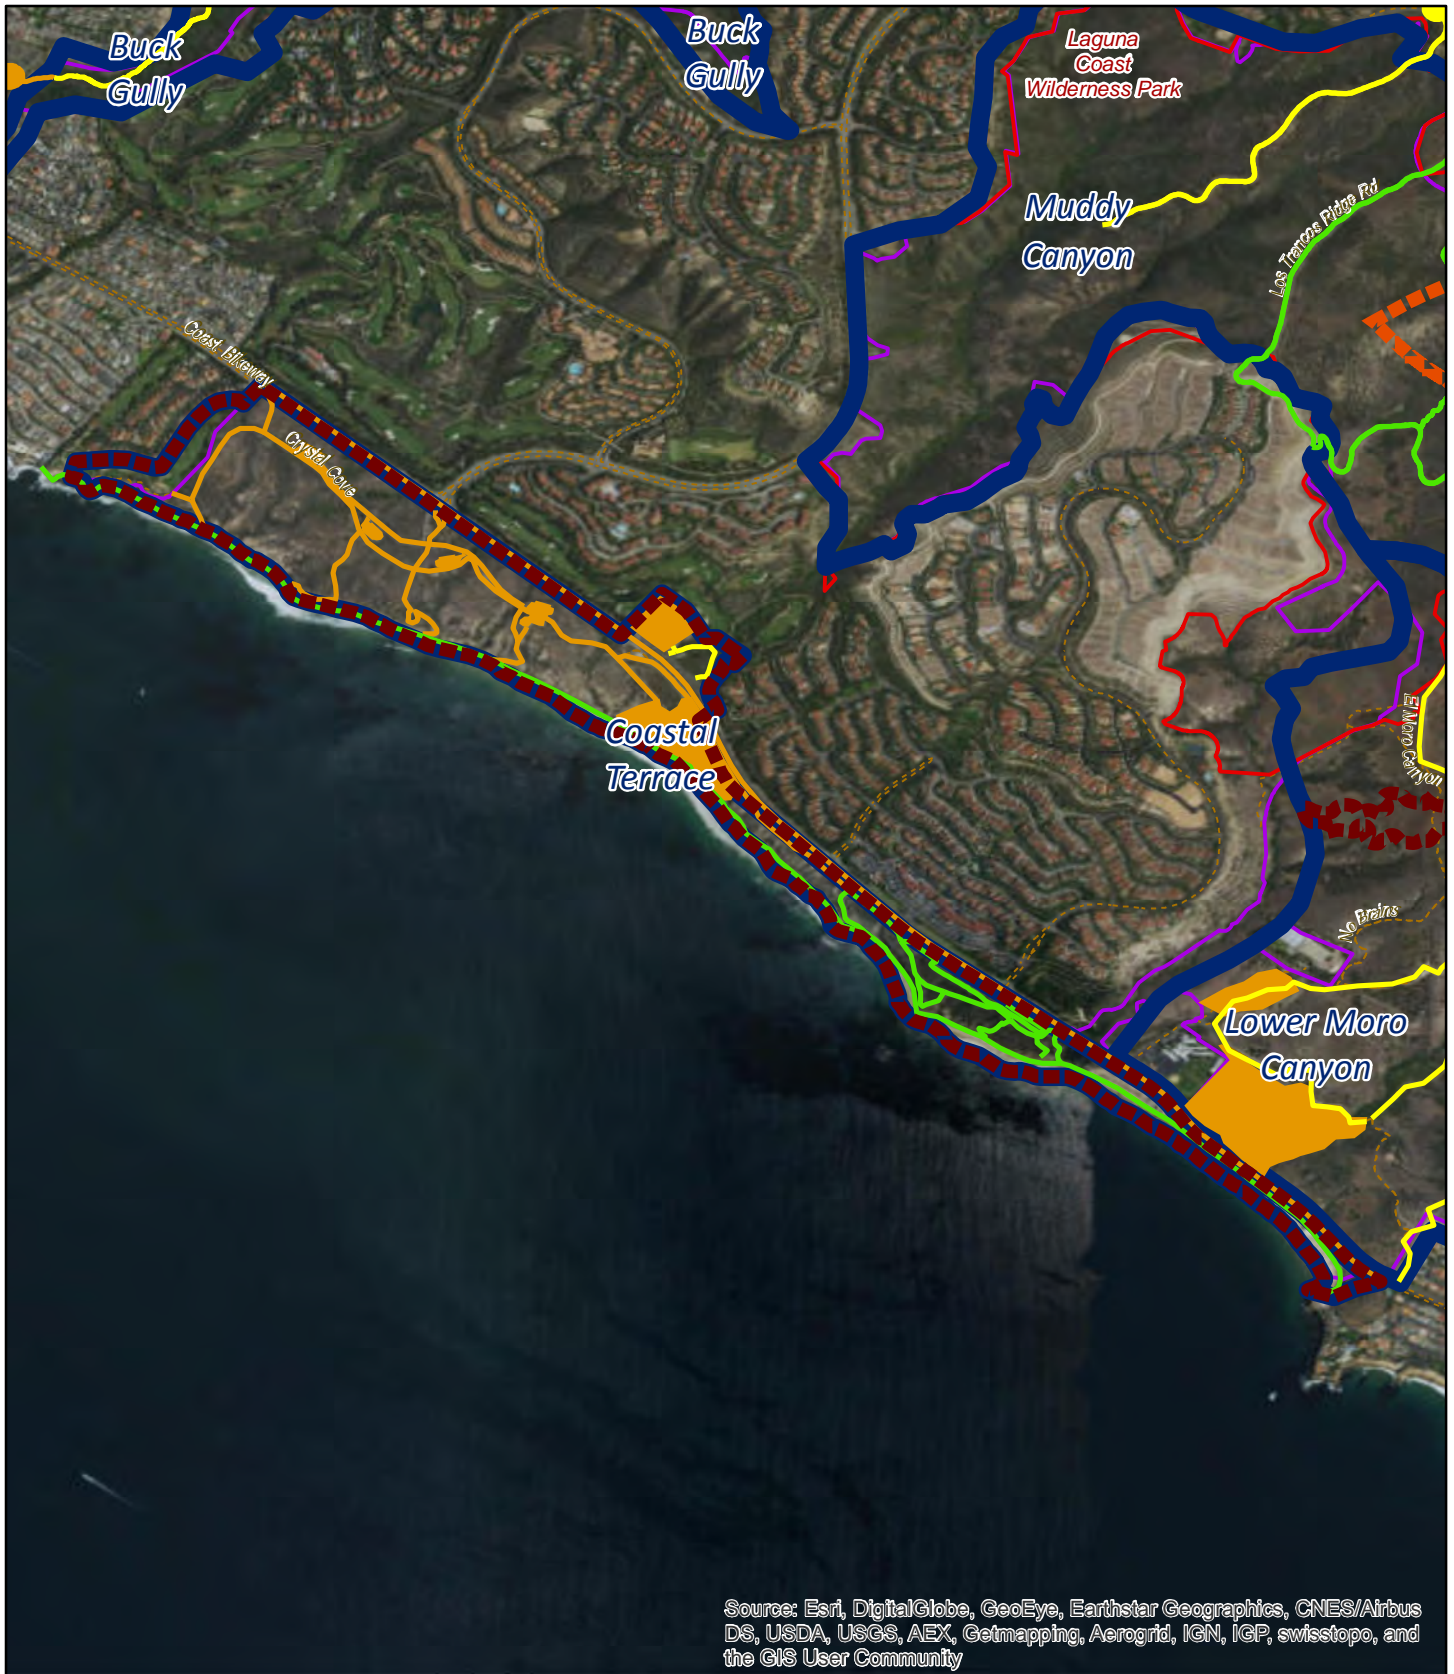 Buck
Gully
Buck
Gully
Laguna
Coast
Wilderness Park
Muddy
Canyon
Los Trancos Ridge Rd
Coast Bikeway
Crystal Cove
Coastal
Terrace
El Moro Canyon
No Brains
Lower Moro
Canyon
Source: Esri, DigitalGlobe, GeoEye, Earthstar Geographics, CNES/Airbus
DS, USDA, USGS, AEX, Getmapping, Aerogrid, IGN, IGP, swisstopo, and
the GIS User Community